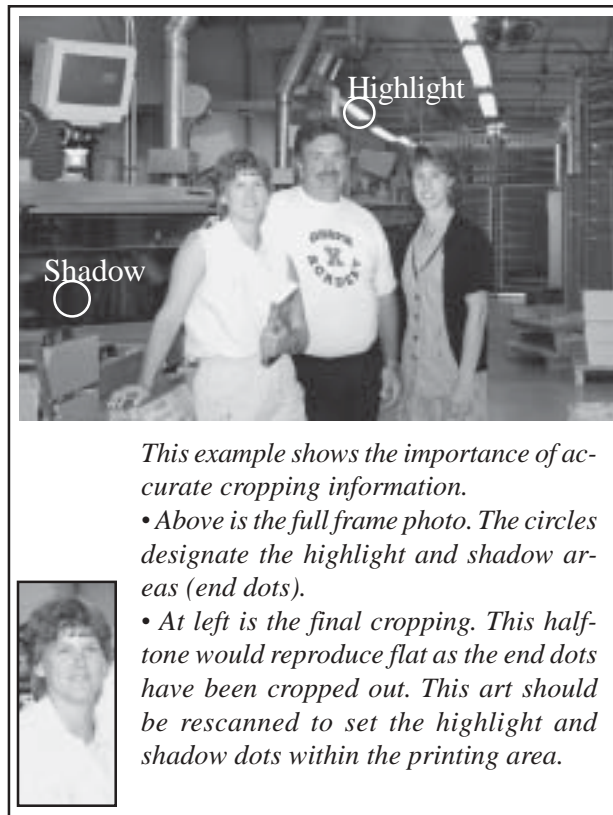 Highlight
Shadow
X
ACADEMY
This example shows the importance of ac-
curate cropping information.
• Above is the full frame photo. The circles
designate the highlight and shadow ar-
eas (end dots).
• At left is the final cropping. This half-
tone would reproduce flat as the end dots
have been cropped out. This art should
be rescanned to set the highlight and
shadow dots within the printing area.